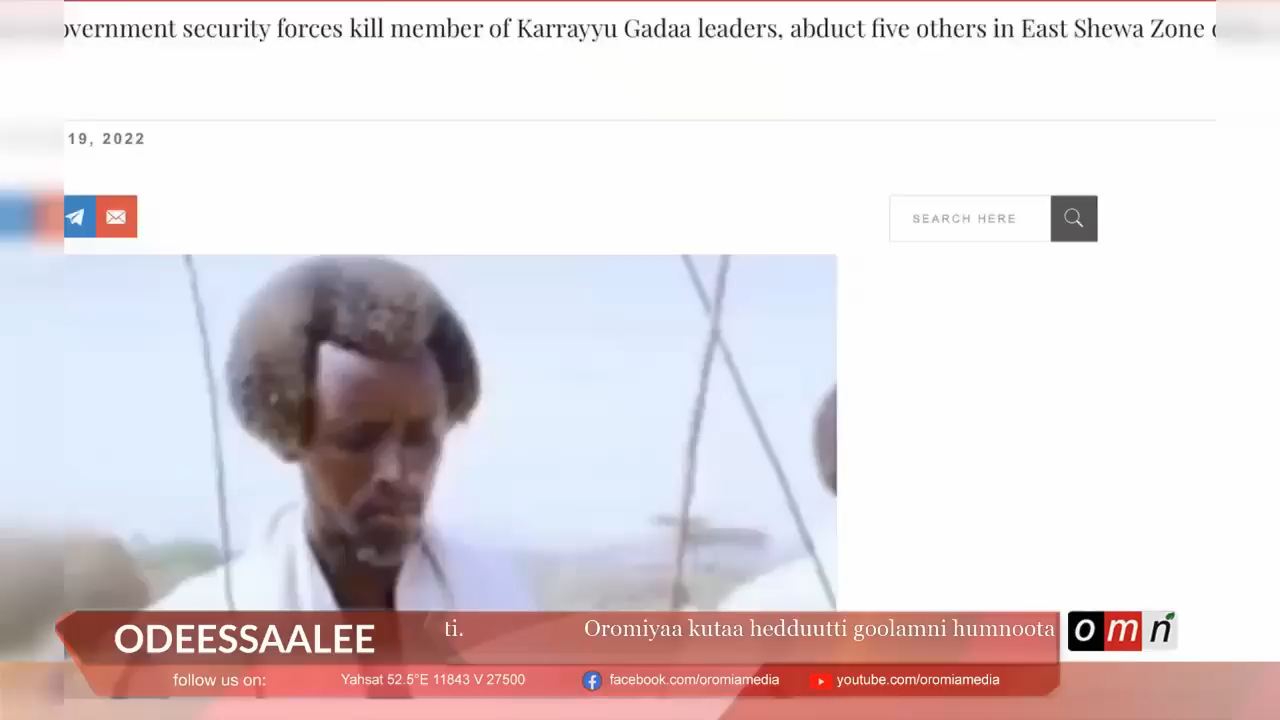 overnment security forces kill member of Karrayyu Gadaa leaders, abduct five others in East Shewa Zone
19, 2022
SEARCH HERE
ODEESSAALEE
ti. Oromiyaa kutaa hedduutti goolamni humnoota
omn
follow us on: Yahsat 52.5°E 11843 V 27500 facebook.com/oromiamedia youtube.com/oromiamedia